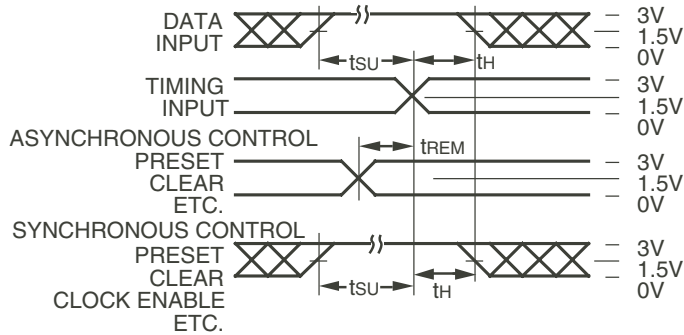 DATA INPUT 3V 1.5V 0V
tSU tH
TIMING INPUT 3V 1.5V 0V
ASYNCHRONOUS CONTROL
PRESET CLEAR ETC. tREM 3V 1.5V 0V
SYNCHRONOUS CONTROL
PRESET CLEAR CLOCK ENABLE ETC. 3V 1.5V 0V
tSU tH